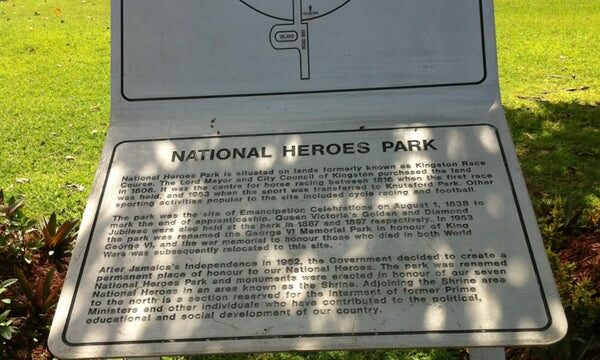 ISLAND
NATIONAL HEROES PARK
National Heroes Park is situated on lands formerly known as Kingston Race
Course. The Lord Mayor and City Council of Kingston purchased the land
in 1808. It was the centre for horse racing between 1816 when the first race
was held, and 1953 when the sport was transferred to Knutsford Park. Other
sporting activities popular to the site included cycle racing and football.
The park was the site of Emancipation Celebrations on August 1, 1838 to
mark the end of apprenticeship. Queen Victoria's Golden and Diamond
Jubilees were also held at the park in 1887 and 1897 respectively. In 1953
the park was renamed the George VI Memorial Park in honour of King
George VI, and the war memorial to honour those who died in both World
Wars was subsequently relocated to this site.
After Jamaica's Independence in 1962, the Government decided to create a
permanent place of honour to our National Heroes. The park was renamed
National Heroes Park and monuments were erected in honour of our seven
National Heroes in an area known as the Shrine. Adjoining the Shrine area
to the north is a section reserved for the interment of former Prime
Ministers and other individuals who have contributed to the political,
educational and social development of our country.